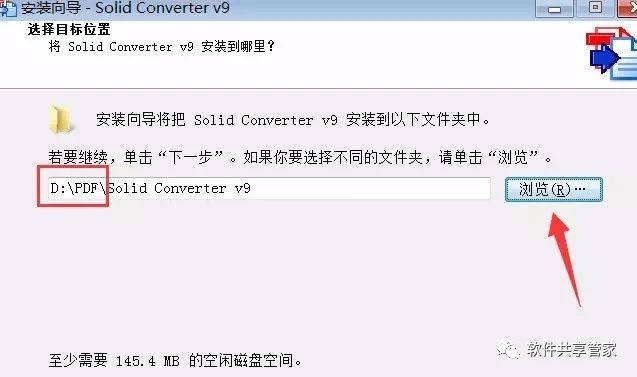 安装向导 - Solid Converter v9
选择目标位置
将 Solid Converter v9 安装到哪里?
安装向导将把 Solid Converter v9 安装到以下文件夹中。
若要继续，单击“下一步”。如果你要选择不同的文件夹，请单击“浏览”。
D:\PDF\Solid Converter v9
浏览(R)…
至少需要 145.4 MB 的空闲磁盘空间。
软件共享管家